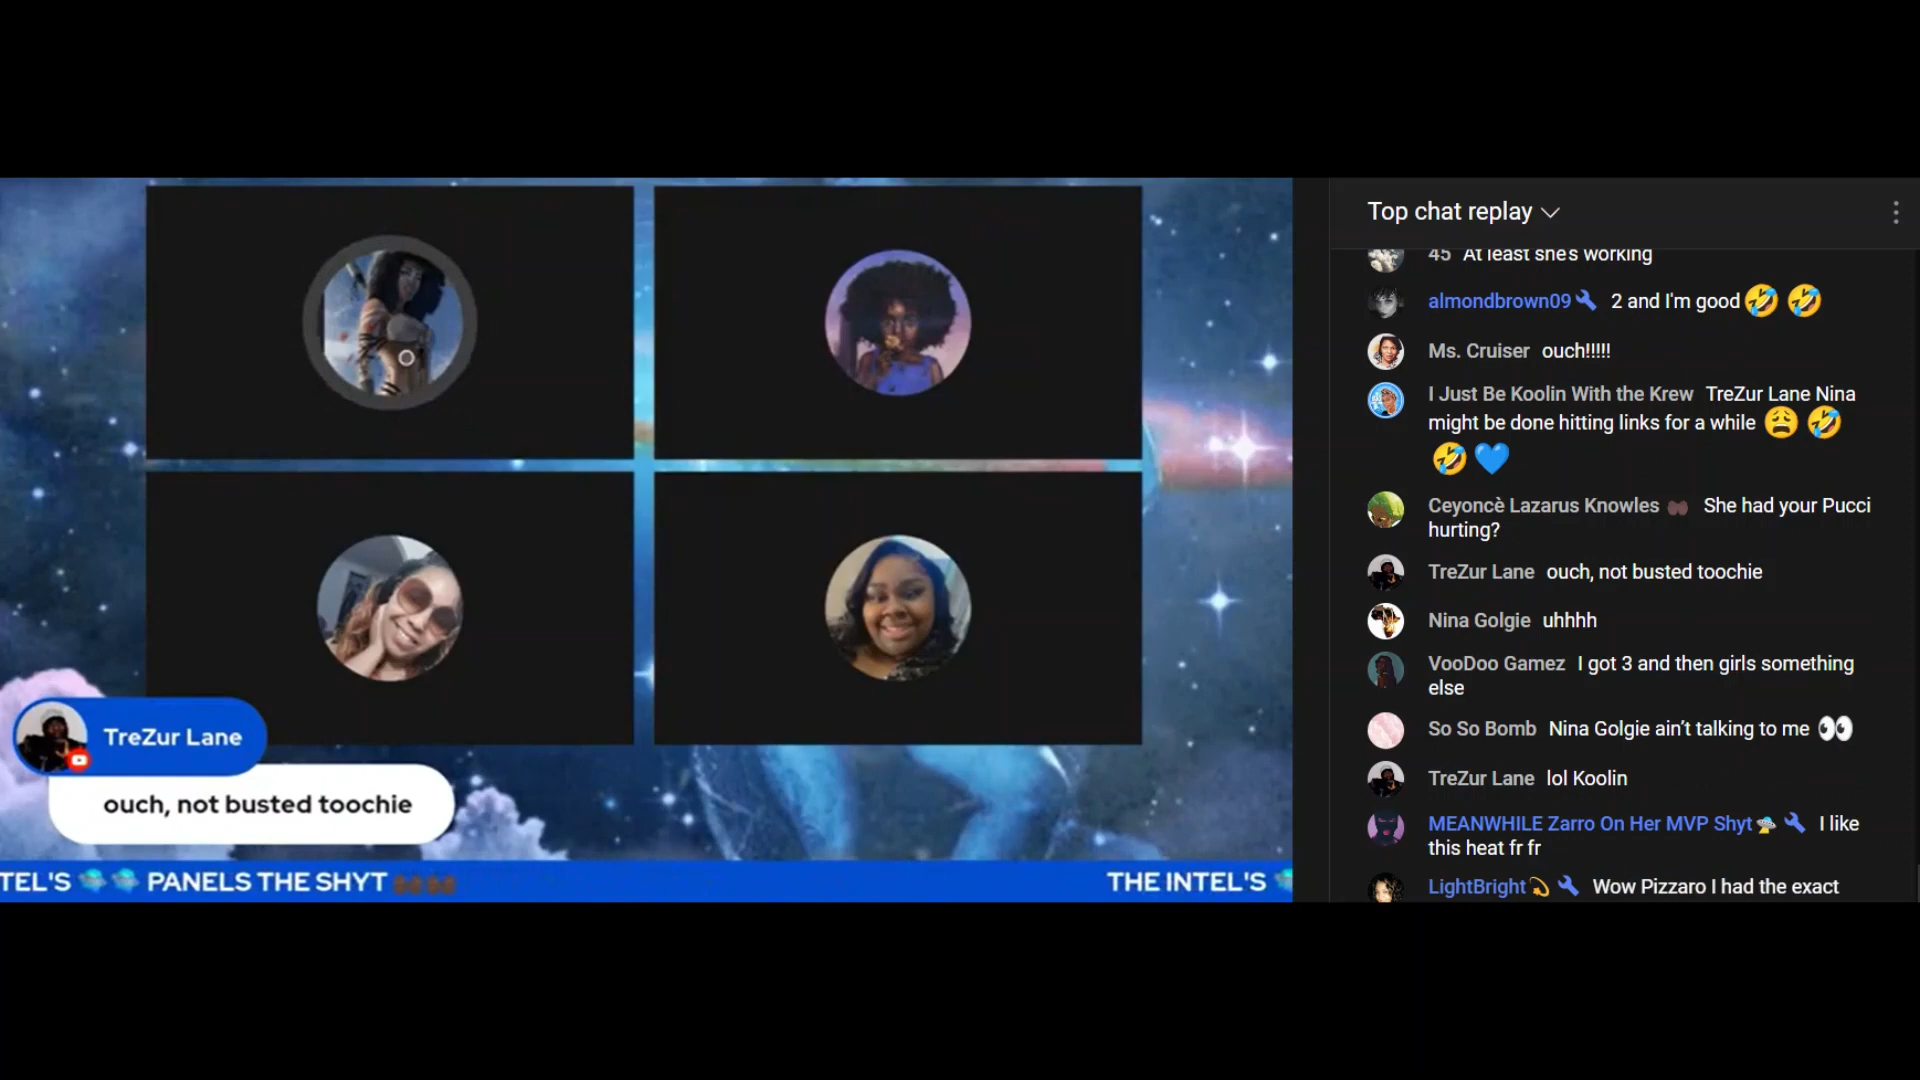 Top chat replay
45 At least she's working
almondbrown09 2 and I'm good
Ms. Cruiser ouch!!!!!
I Just Be Koolin With the Krew TreZur Lane Nina
might be done hitting links for a while
Ceyoncè Lazarus Knowles She had your Pucci
hurting?
TreZur Lane ouch, not busted toochie
Nina Golgie uhhhh
VooDoo Gamez I got 3 and then girls something
else
So So Bomb Nina Golgie ain't talking to me 👀
TreZur Lane lol Koolin
MEANWHILE Zarro On Her MVP Shyt I like
this heat fr fr
LightBright Wow Pizzaro I had the exact
TreZur Lane
ouch, not busted toochie
TEL'S PANELS THE SHYT THE INTEL'S